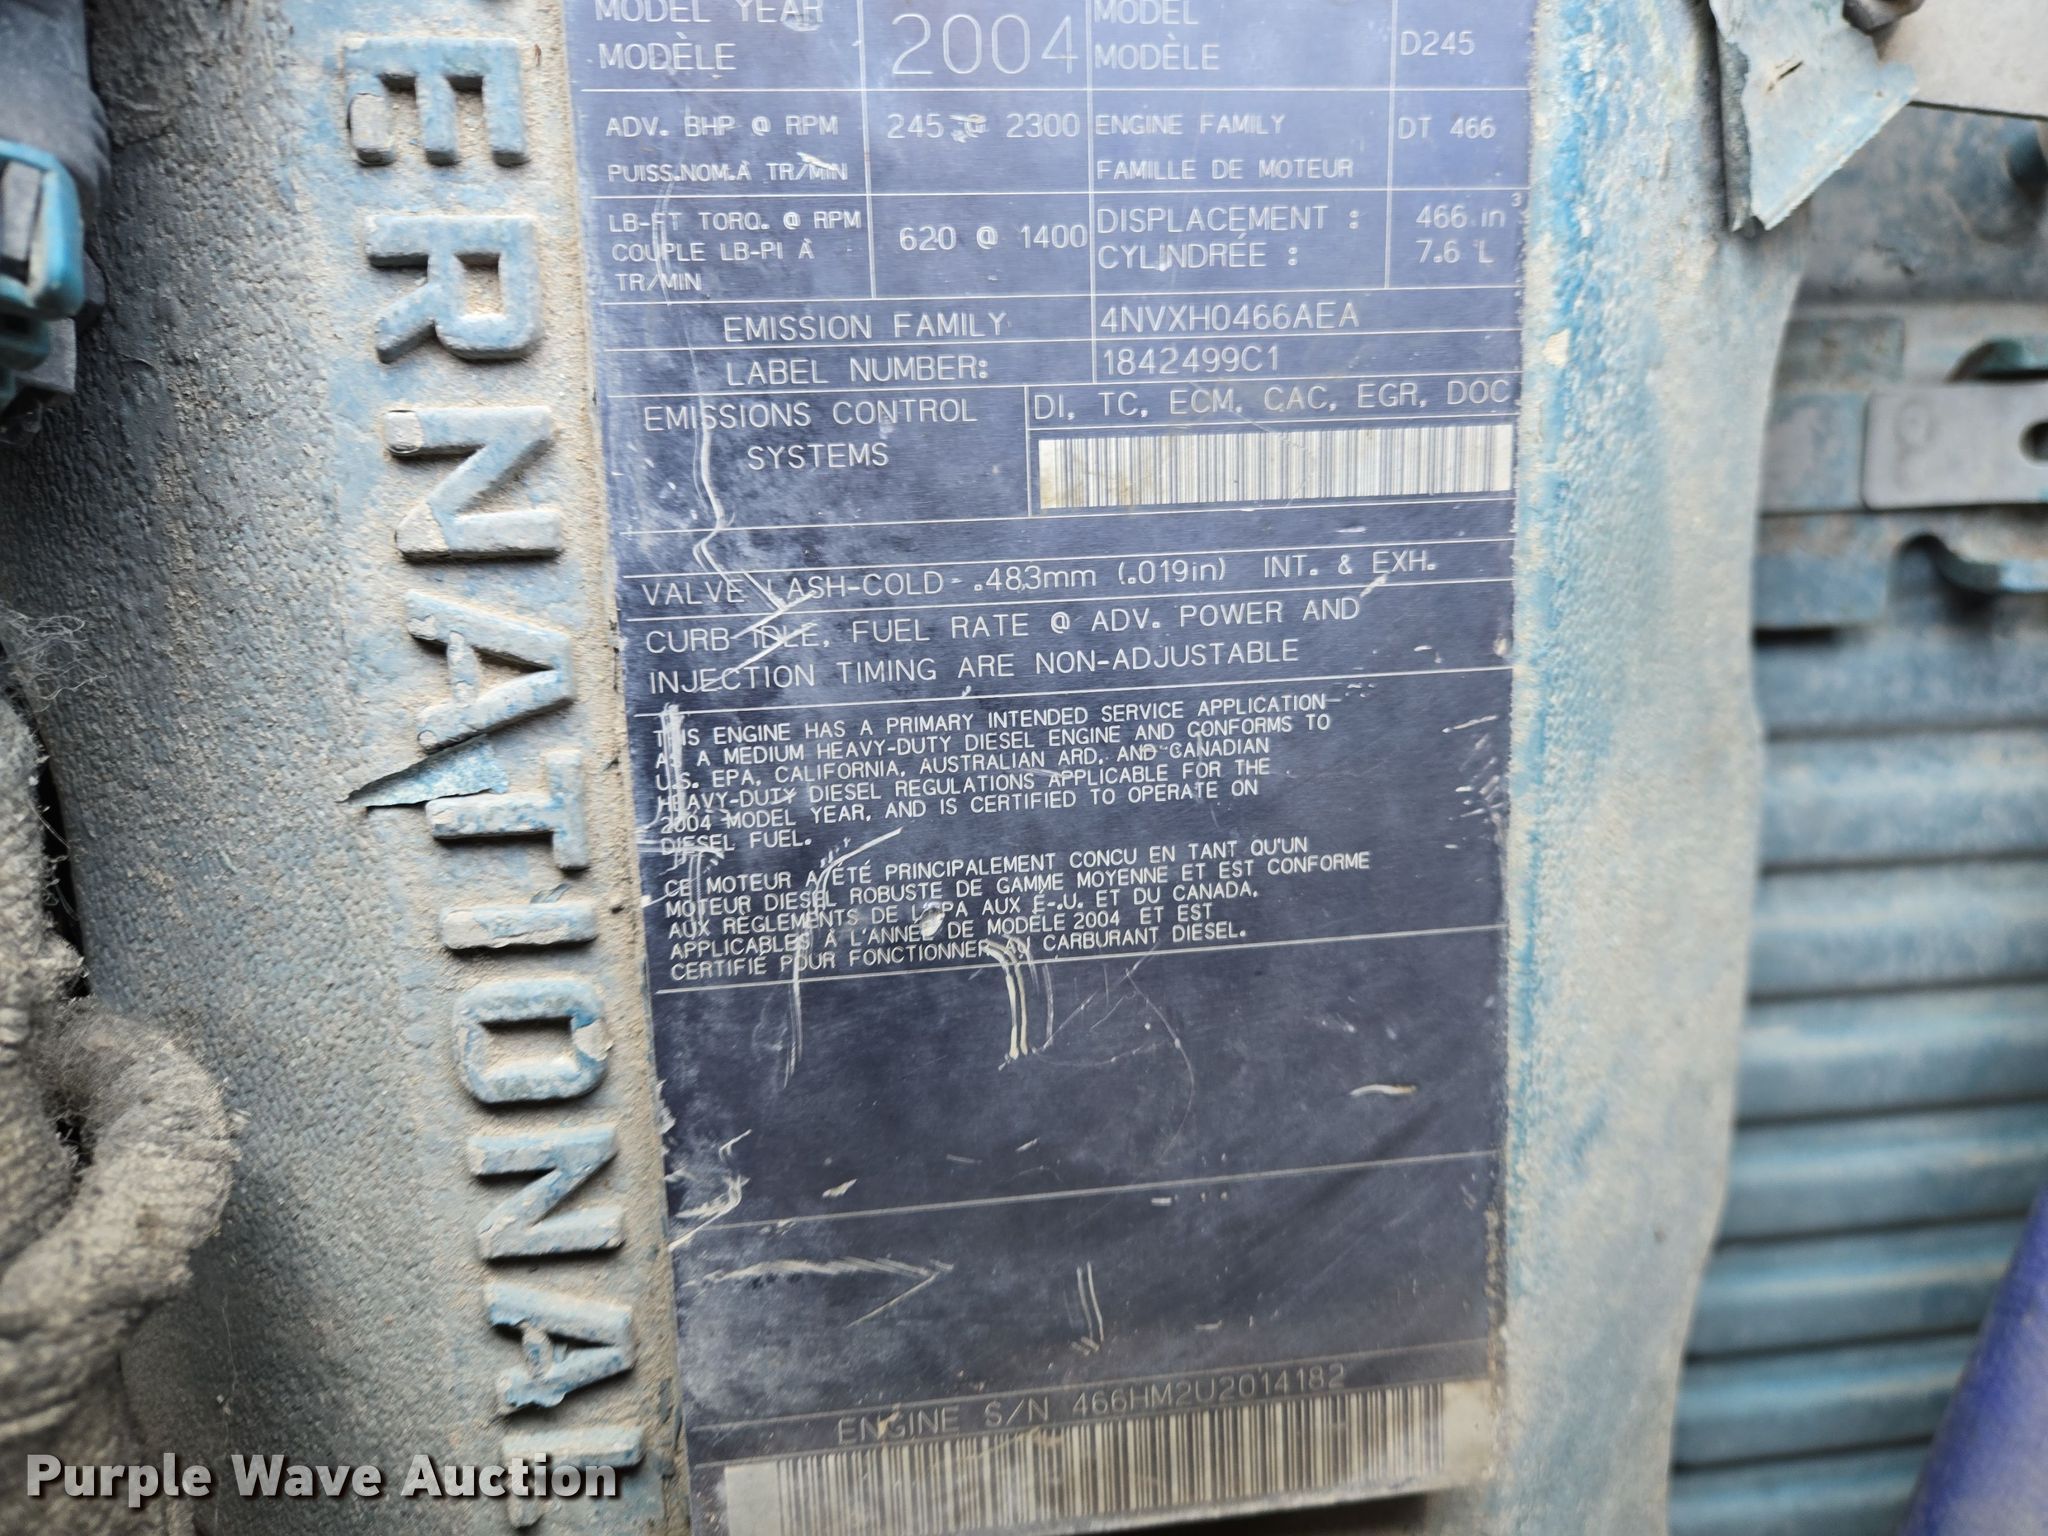 MODEL YEAR 2004 MODEL D245
MODÈLE MODÈLE
ADV. BHP @ RPM 245 @ 2300 ENGINE FAMILY DT 466
PUISS.NOM.À TR/MIN FAMILLE DE MOTEUR
LB-FT TORQ. @ RPM 620 @ 1400 DISPLACEMENT : 466 in³
COUPLE LB-PI À CYLINDRÉE : 7.6 L
TR/MIN
EMISSION FAMILY 4NVXH0466AEA
LABEL NUMBER: 1842499C1
EMISSIONS CONTROL DI, TC, ECM, CAC, EGR, DOC
SYSTEMS
VALVE LASH-COLD - .483mm (.019in) INT. & EXH.
CURB IDLE, FUEL RATE @ ADV. POWER AND
INJECTION TIMING ARE NON-ADJUSTABLE
THIS ENGINE HAS A PRIMARY INTENDED SERVICE APPLICATION
AS A MEDIUM HEAVY-DUTY DIESEL ENGINE AND CONFORMS TO
U.S. EPA, CALIFORNIA, AUSTRALIAN ARD, AND CANADIAN
HEAVY-DUTY DIESEL REGULATIONS APPLICABLE FOR THE
2004 MODEL YEAR, AND IS CERTIFIED TO OPERATE ON
DIESEL FUEL.
CE MOTEUR A ÉTÉ PRINCIPALEMENT CONCU EN TANT QU'UN
MOTEUR DIESEL ROBUSTE DE GAMME MOYENNE ET EST CONFORME
AUX RÈGLEMENTS DE L'EPA AUX É-.U. ET DU CANADA,
APPLICABLES À L'ANNÉE DE MODÈLE 2004 ET EST
CERTIFIÉ POUR FONCTIONNER AU CARBURANT DIESEL.
ENGINE S/N 466HM2U2014182
ERNATIONAL
Purple Wave Auction